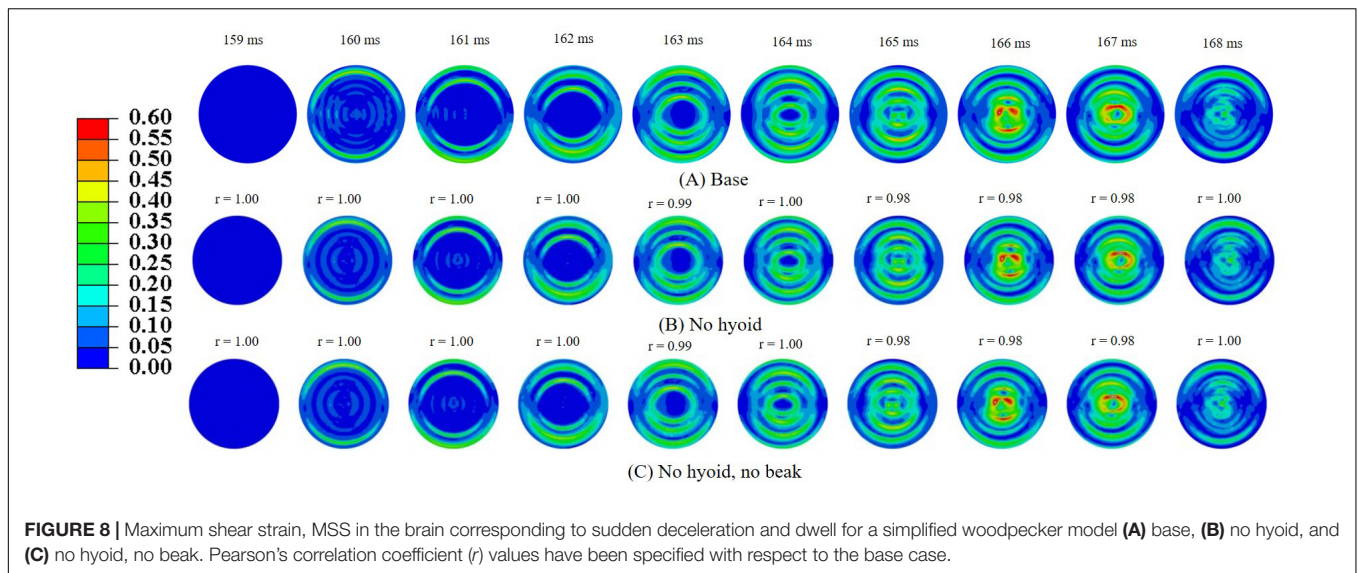 159 ms 160 ms 161 ms 162 ms 163 ms 164 ms 165 ms 166 ms 167 ms 168 ms
0.60
0.55
0.50
0.45
0.40
0.35
0.30
0.25
0.20
0.15
0.10
0.05
0.00
(A) Base
r = 1.00 r = 1.00 r = 1.00 r = 1.00 r = 0.99 r = 1.00 r = 0.98 r = 0.98 r = 0.98 r = 1.00
(B) No hyoid
r = 1.00 r = 1.00 r = 1.00 r = 1.00 r = 0.99 r = 1.00 r = 0.98 r = 0.98 r = 0.98 r = 1.00
(C) No hyoid, no beak
FIGURE 8 | Maximum shear strain, MSS in the brain corresponding to sudden deceleration and dwell for a simplified woodpecker model (A) base, (B) no hyoid, and
(C) no hyoid, no beak. Pearson's correlation coefficient (r) values have been specified with respect to the base case.